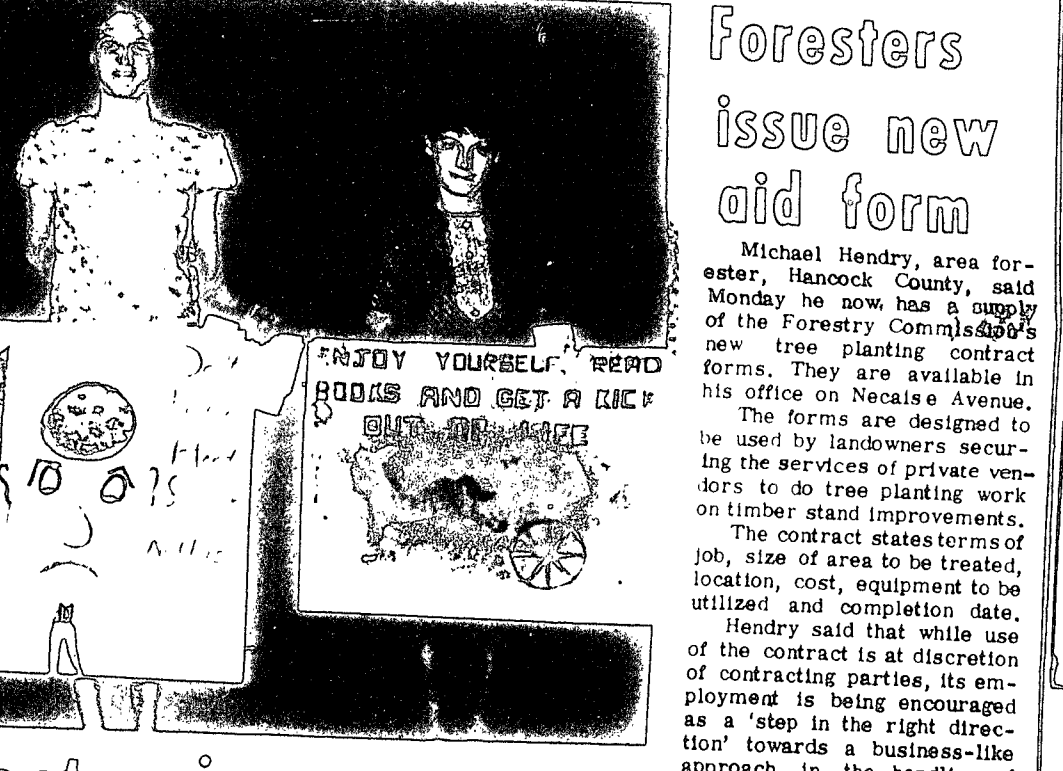 ENJOY YOURSELF, READ
BOOKS AND GET A KICK
OUT OF LIFE
Foresters
issue new
aid form
Michael Hendry, area for-
ester, Hancock County, said
Monday he now has a supply
of the Forestry Commission's
new tree planting contract
forms. They are available in
his office on Necaise Avenue.
The forms are designed to
be used by landowners secur-
ing the services of private ven-
dors to do tree planting work
on timber stand improvements.
The contract states terms of
job, size of area to be treated,
location, cost, equipment to be
utilized and completion date.
Hendry said that while use
of the contract is at discretion
of contracting parties, its em-
ployment is being encouraged
as a 'step in the right direc-
tion' towards a business-like
approach in the